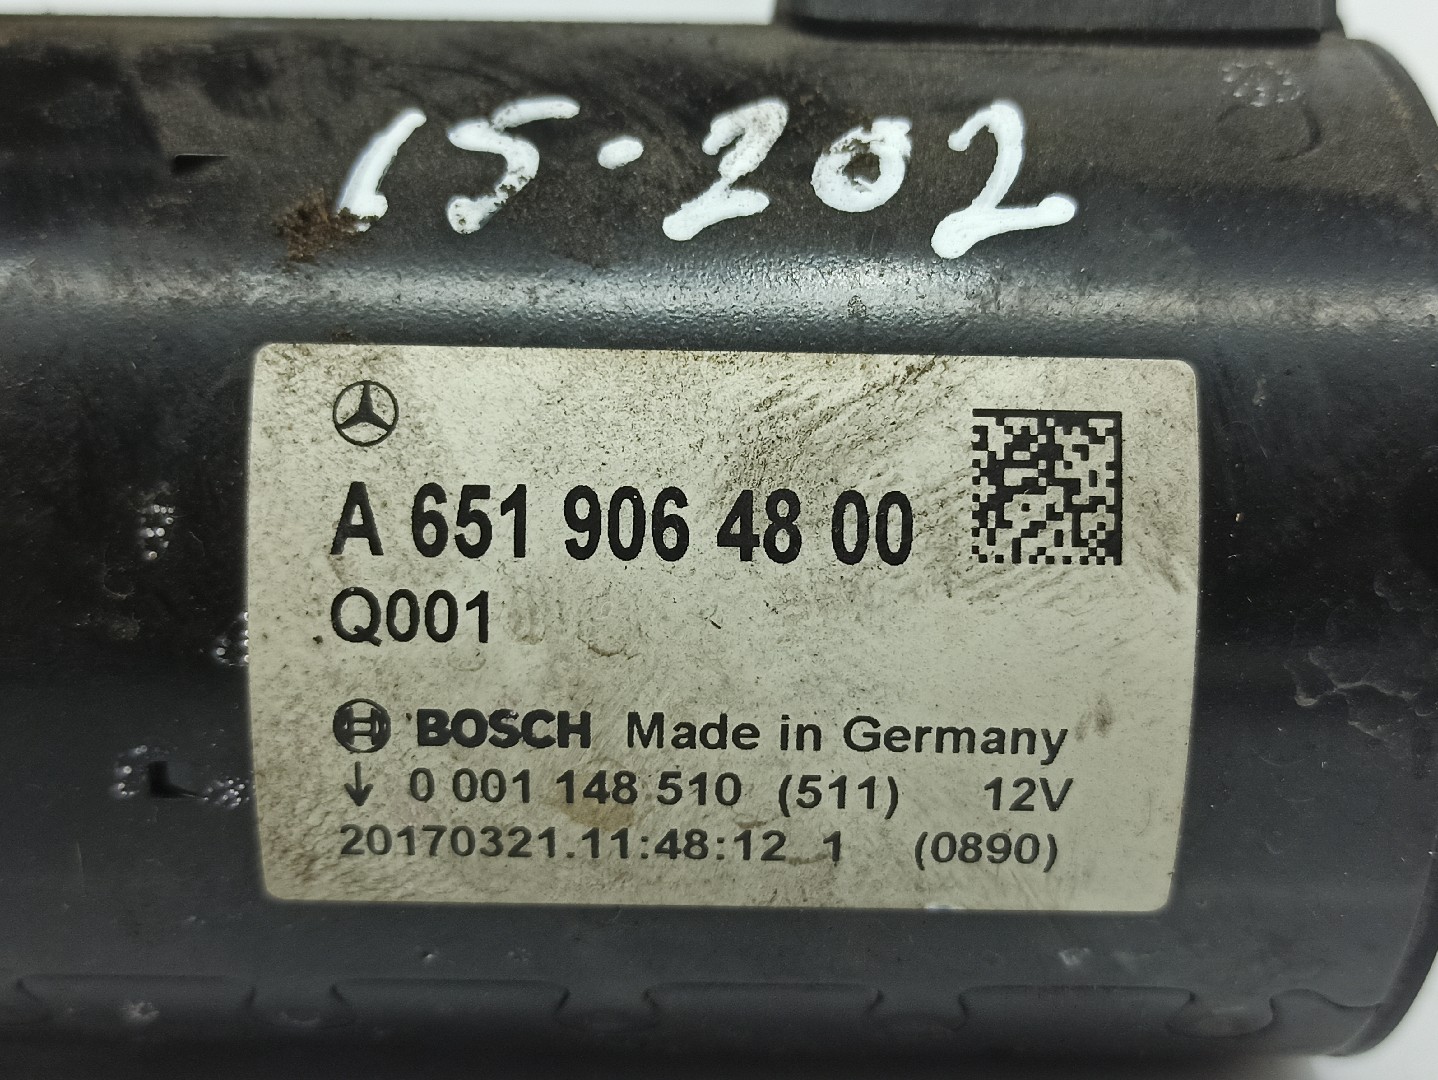 15-202
A 651 906 48 00
Q001
BOSCH Made in Germany
↓ 0 001 148 510 (511) 12V
20170321.11:48:12 1 (0890)